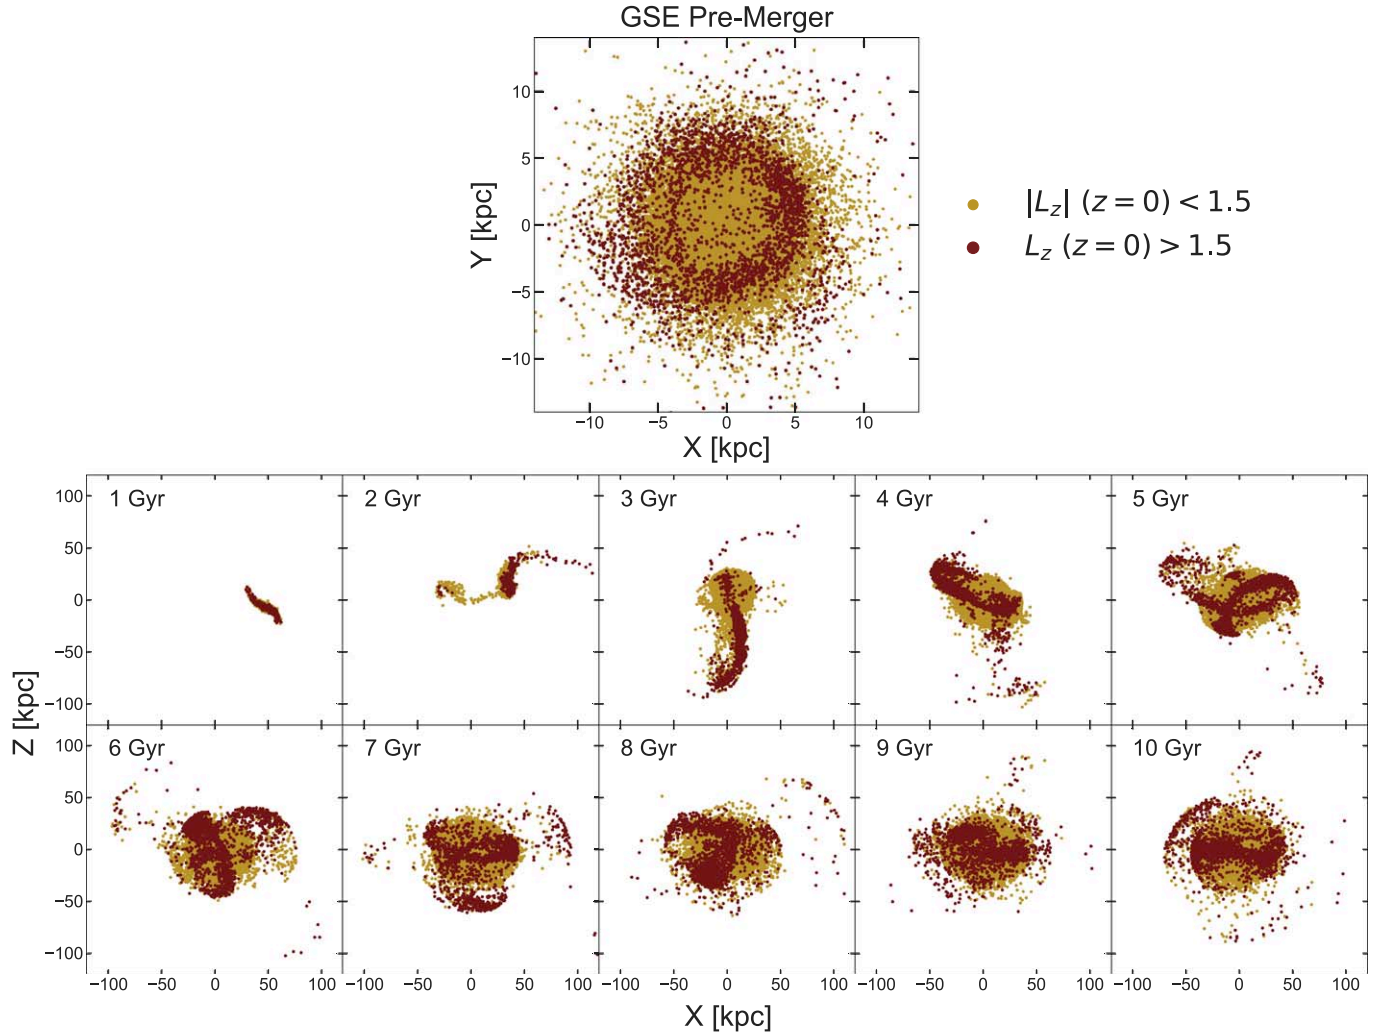 GSE Pre-Merger
10
5
0
−5
−10
Y [kpc]
−10 −5 0 5 10
X [kpc]
|L_z| (z = 0) < 1.5
L_z (z = 0) > 1.5
1 Gyr 2 Gyr 3 Gyr 4 Gyr 5 Gyr
100
50
0
−50
−100
Z [kpc]
6 Gyr 7 Gyr 8 Gyr 9 Gyr 10 Gyr
100
50
0
−50
−100
−100 −50 0 50 100 −100 −50 0 50 100 −100 −50 0 50 100 −100 −50 0 50 100 −100 −50 0 50 100
X [kpc]